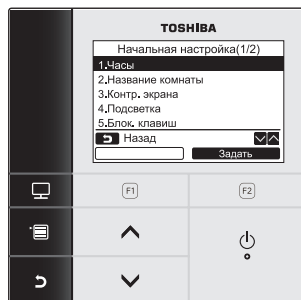 TOSHIBA
Начальная
настройка(1/2)
1.Часы
2.Название комнаты
3.Контр. экрана
4.Подсветка
5.Блок. клавиш
Назад
Задать
F1
F2